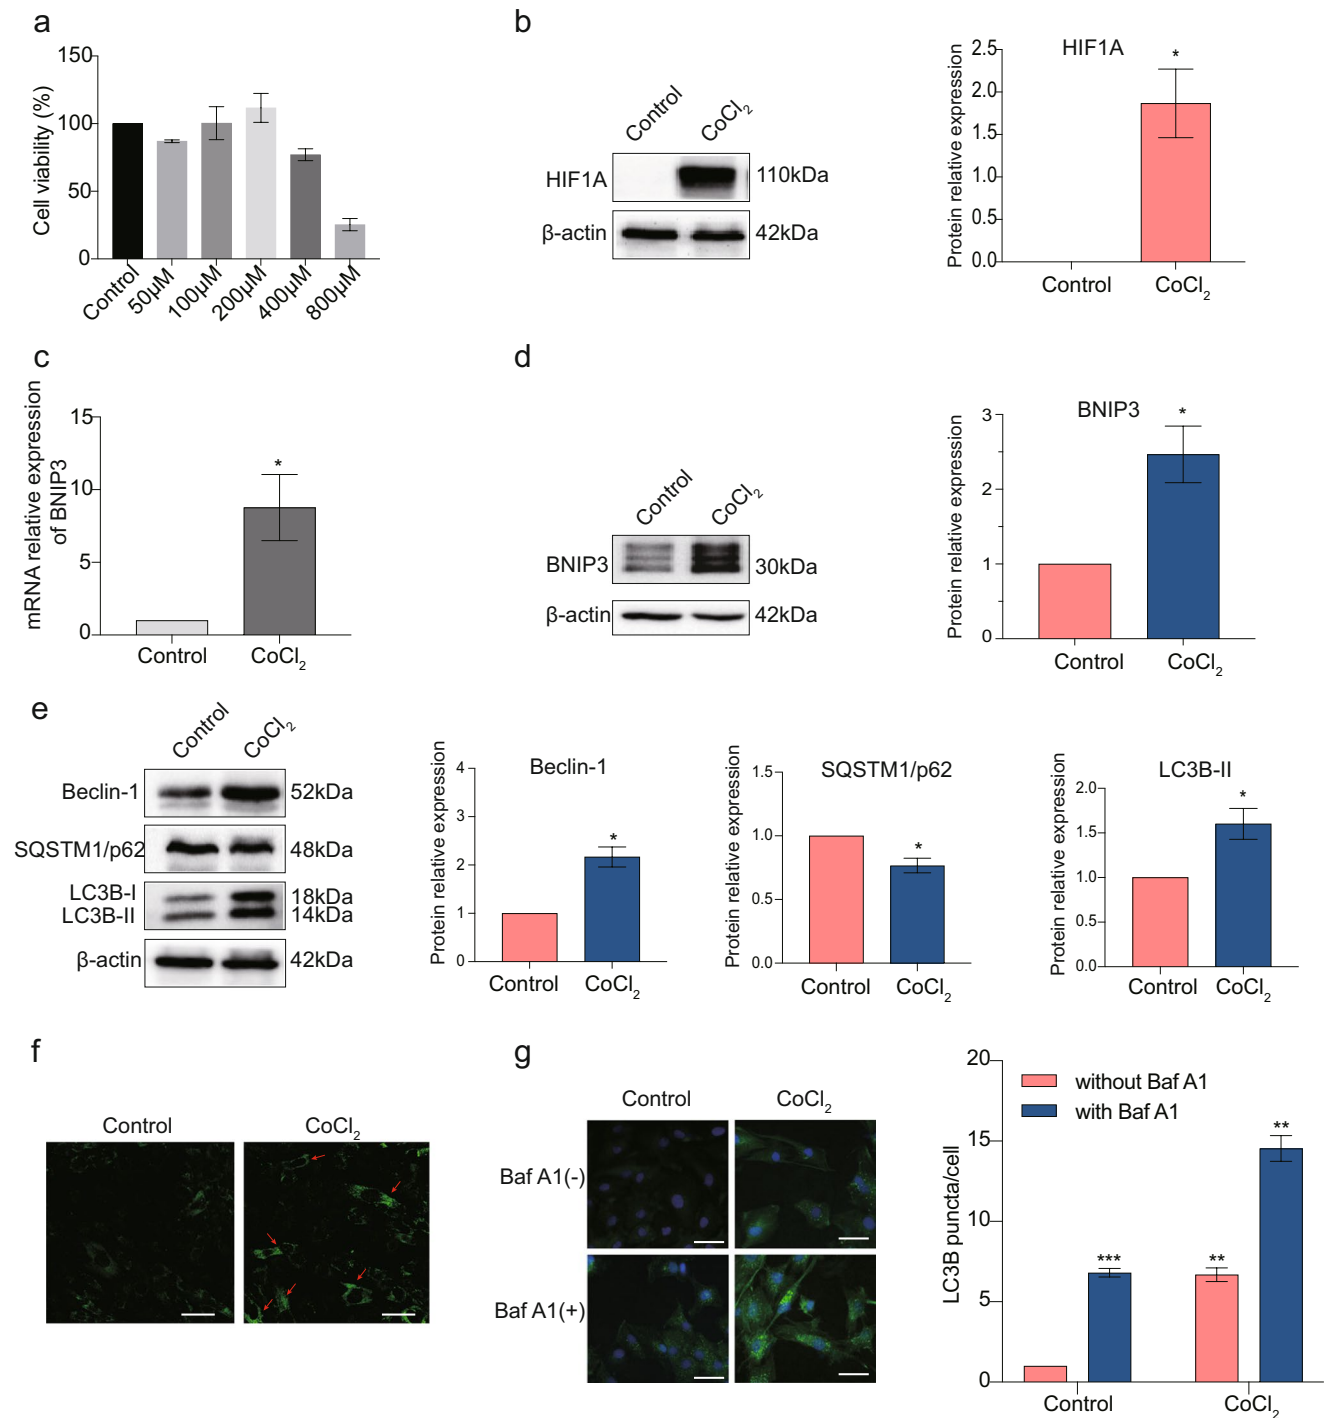 a
Cell viability (%)
150
100
50
0
Control
50μM
100μM
200μM
400μM
800μM
b
Control
CoCl2
HIF1A
110kDa
β-actin
42kDa
HIF1A
Protein relative expression
2.5
2.0
1.5
1.0
0.5
0.0
*
Control
CoCl2
c
mRNA relative expression
of BNIP3
15
10
5
0
*
Control
CoCl2
d
Control
CoCl2
BNIP3
30kDa
β-actin
42kDa
BNIP3
Protein relative expression
3
2
1
0
*
Control
CoCl2
e
Control
CoCl2
Beclin-1
52kDa
SQSTM1/p62
48kDa
LC3B-I
18kDa
LC3B-II
14kDa
β-actin
42kDa
Beclin-1
Protein relative expression
4
3
2
1
0
*
Control
CoCl2
SQSTM1/p62
Protein relative expression
1.5
1.0
0.5
0.0
*
Control
CoCl2
LC3B-II
Protein relative expression
2.0
1.5
1.0
0.5
0.0
*
Control
CoCl2
f
Control
CoCl2
g
Control
CoCl2
Baf A1(-)
Baf A1(+)
LC3B puncta/cell
20
15
10
5
0
without Baf A1
with Baf A1
***
**
**
Control
CoCl2